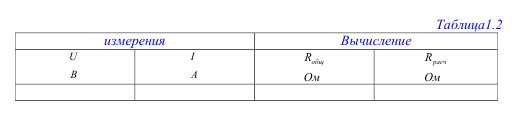 Таблица1.2
измерения Вычисление
U I Rобщ Rрасч
В А Ом Ом